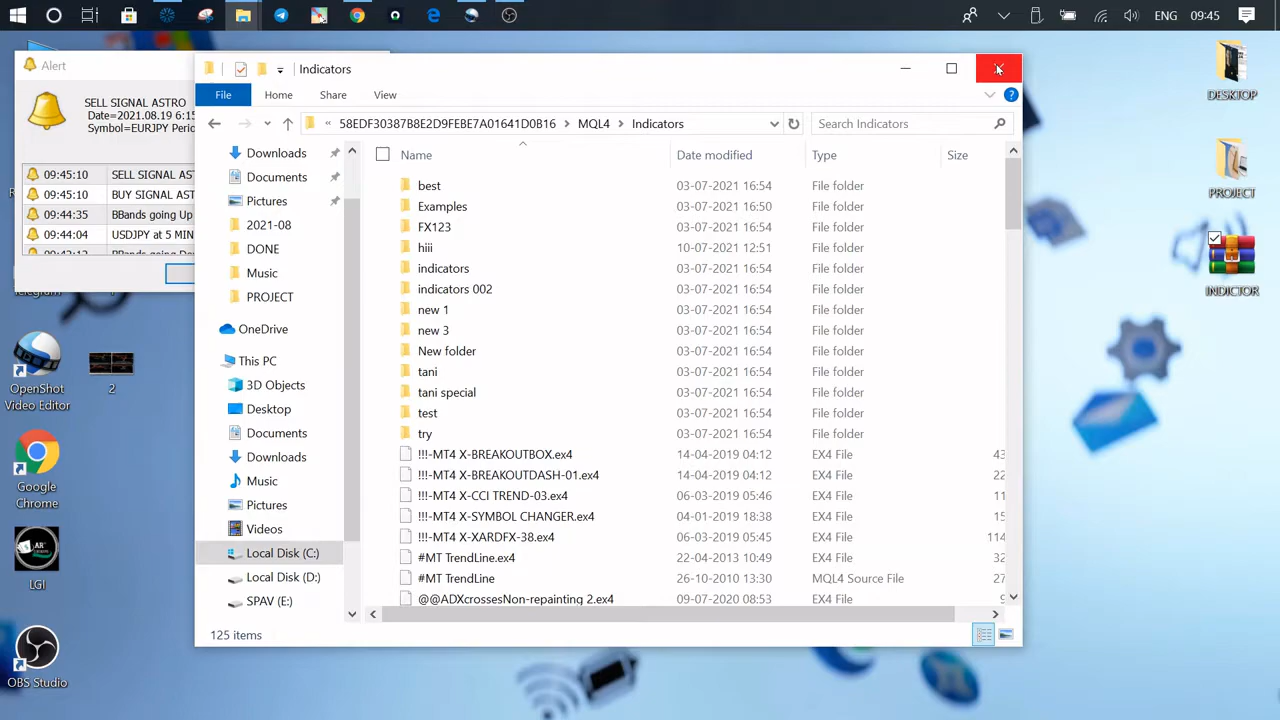 ENG
09:45
Alert
SELL SIGNAL ASTRO
Date=2021.08.19 6:15
Symbol=EURJPY Perio
09:45:10 SELL SIGNAL AS
09:45:10 BUY SIGNAL AST
09:44:35 BBands going Up
09:44:04 USDJPY at 5 MIN
09:43:12 BBands going Do
Telegram
1
OpenShot
Video Editor
2
Google
Chrome
AR
LGI
OBS Studio
Indicators
File Home Share View
« 58EDF30387B8E2D9FEBE7A01641D0B16 > MQL4 > Indicators
Search Indicators
Downloads
Documents
Pictures
2021-08
DONE
Music
PROJECT
OneDrive
This PC
3D Objects
Desktop
Documents
Downloads
Music
Pictures
Videos
Local Disk (C:)
Local Disk (D:)
SPAV (E:)
Name Date modified Type Size
best 03-07-2021 16:54 File folder
Examples 03-07-2021 16:50 File folder
FX123 03-07-2021 16:54 File folder
hiii 10-07-2021 12:51 File folder
indicators 03-07-2021 16:54 File folder
indicators 002 03-07-2021 16:54 File folder
new 1 03-07-2021 16:54 File folder
new 3 03-07-2021 16:54 File folder
New folder 03-07-2021 16:54 File folder
tani 03-07-2021 16:54 File folder
tani special 03-07-2021 16:54 File folder
test 03-07-2021 16:54 File folder
try 03-07-2021 16:54 File folder
!!!-MT4 X-BREAKOUTBOX.ex4 14-04-2019 04:12 EX4 File 43
!!!-MT4 X-BREAKOUTDASH-01.ex4 14-04-2019 04:12 EX4 File 22
!!!-MT4 X-CCI TREND-03.ex4 06-03-2019 05:46 EX4 File 11
!!!-MT4 X-SYMBOL CHANGER.ex4 04-01-2019 18:38 EX4 File 15
!!!-MT4 X-XARDFX-38.ex4 06-03-2019 05:45 EX4 File 114
#MT TrendLine.ex4 22-04-2013 10:49 EX4 File 32
#MT TrendLine 26-10-2010 13:30 MQL4 Source File 27
@@ADXcrossesNon-repainting 2.ex4 09-07-2020 08:53 EX4 File 9
125 items
DESKTOP
PROJECT
INDICTOR